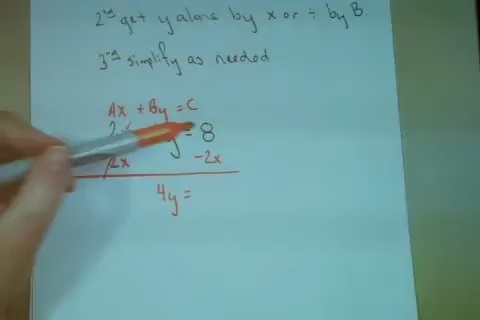 2nd get y alone by x or ÷ by B.
3rd simplify as needed
Ax + By = C
y = 8
2x - 2x
4y =